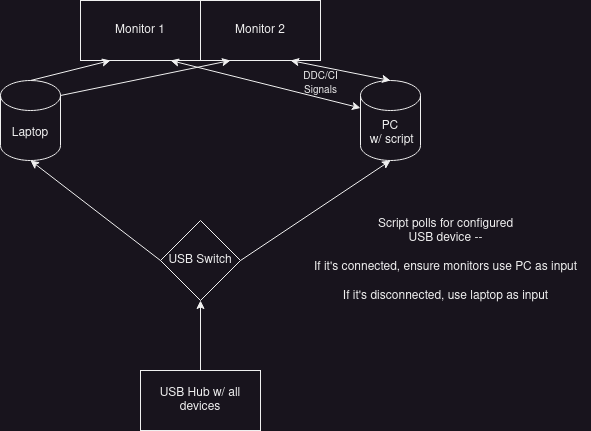 Monitor 1
Monitor 2
DDC/CI
Signals
Laptop
PC
w/ script
Script polls for configured
USB device --
If it's connected, ensure monitors use PC as input
If it's disconnected, use laptop as input
USB Switch
USB Hub w/ all
devices